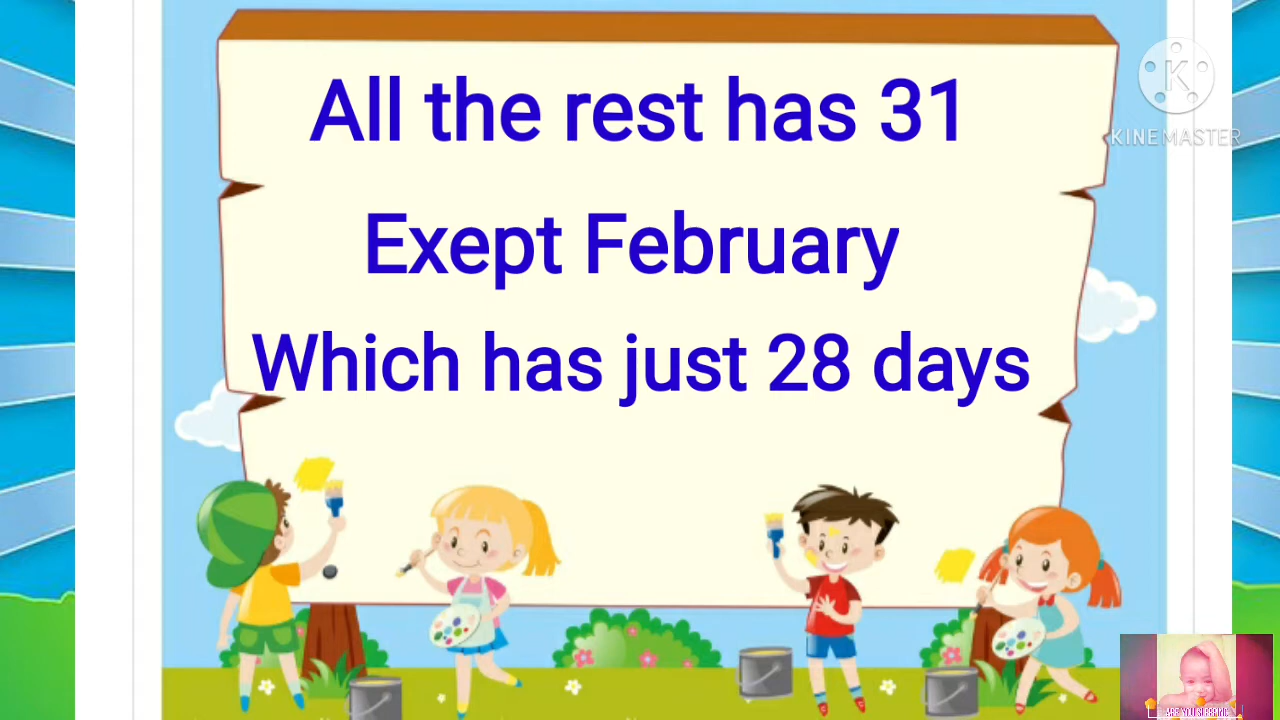 All the rest has 31
Exept February
Which has just 28 days
K
KINEMASTER